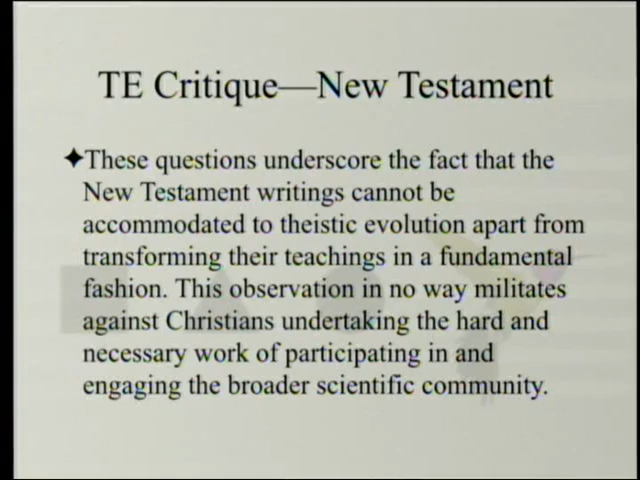 TE Critique—New Testament
✦These questions underscore the fact that the
New Testament writings cannot be
accommodated to theistic evolution apart from
transforming their teachings in a fundamental
fashion. This observation in no way militates
against Christians undertaking the hard and
necessary work of participating in and
engaging the broader scientific community.